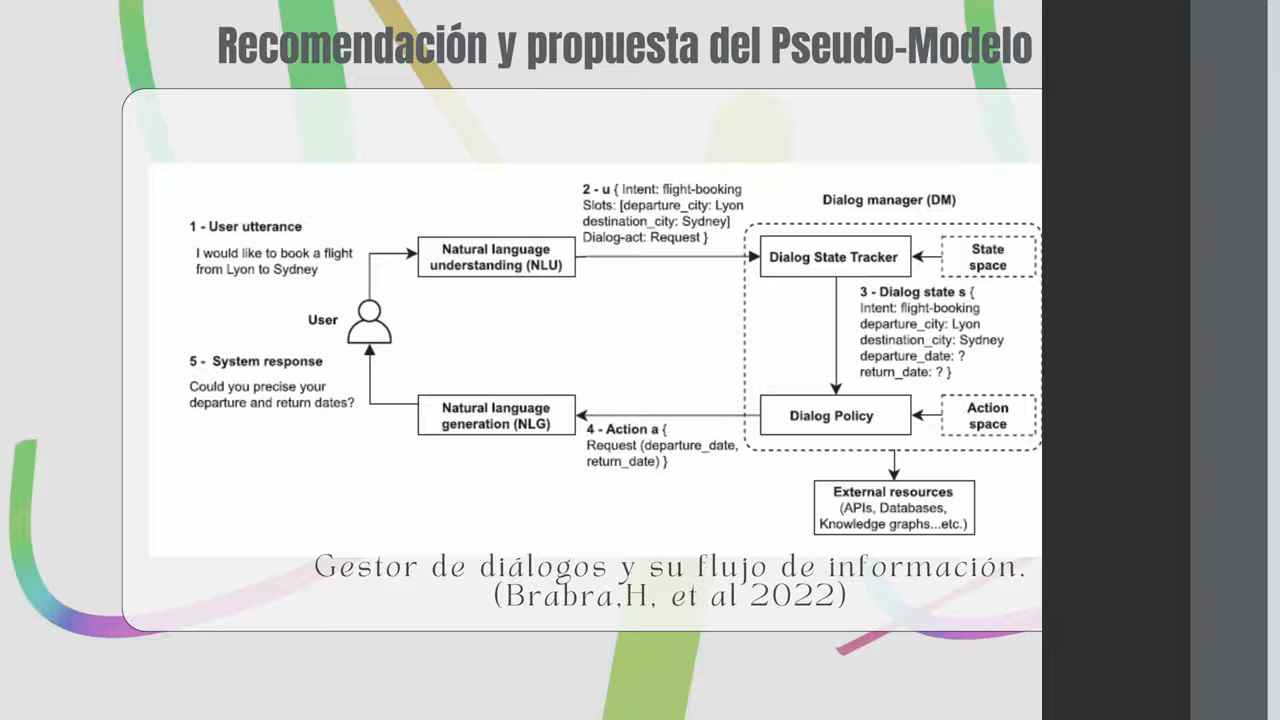 Recomendación y propuesta del Pseudo-Modelo
2 - u { Intent: flight-booking
Slots: [departure_city: Lyon
destination_city: Sydney]
Dialog-act: Request }
Dialog manager (DM)
1 - User utterance
I would like to book a flight
from Lyon to Sydney
Natural language
understanding (NLU)
Dialog State Tracker
State
space
3 - Dialog state s {
Intent: flight-booking
departure_city: Lyon
destination_city: Sydney
departure_date: ?
return_date: ? }
User
5 - System response
Could you precise your
departure and return dates?
Natural language
generation (NLG)
4 - Action a {
Request (departure_date,
return_date) }
Dialog Policy
Action
space
External resources
(APIs, Databases,
Knowledge graphs...etc.)
Gestor de diálogos y su flujo de información.
(Brabra,H, et al 2022)